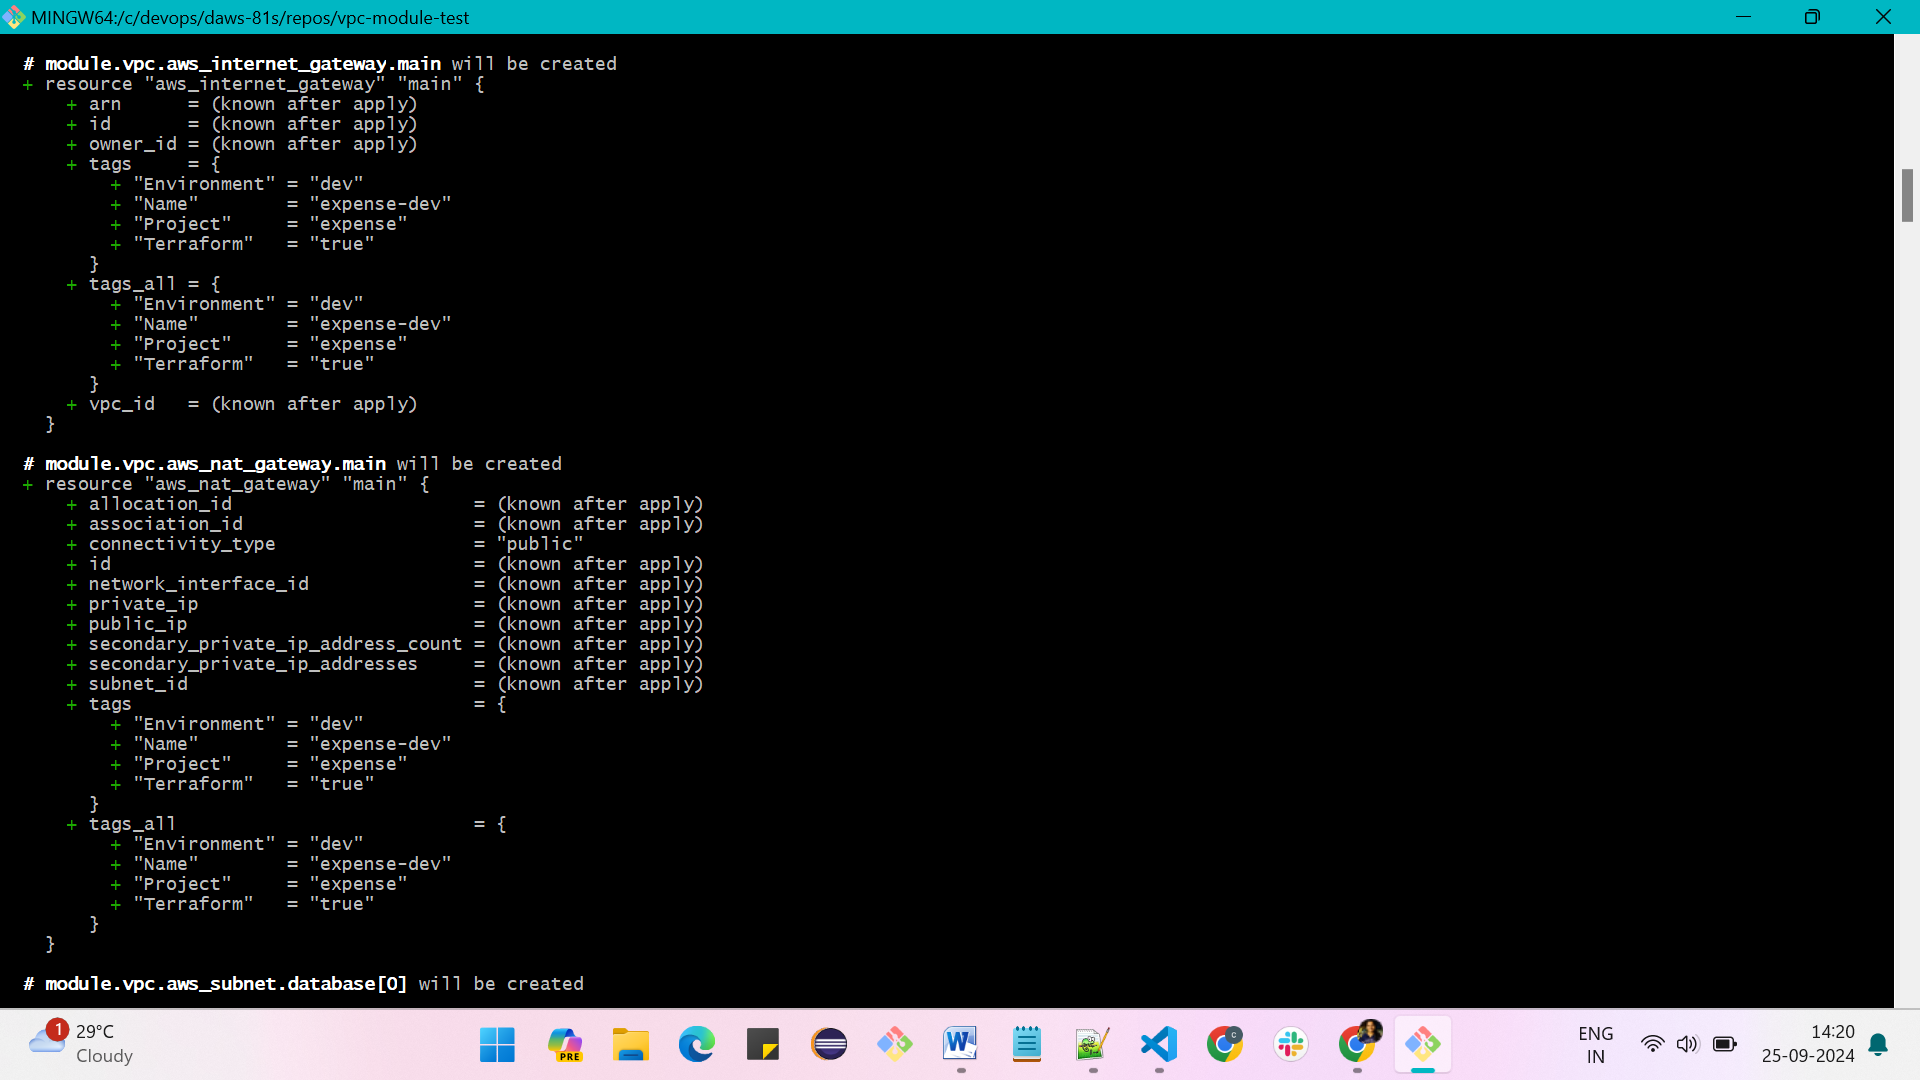 MINGW64:/c/devops/daws-81s/repos/vpc-module-test
# module.vpc.aws_internet_gateway.main will be created
+ resource "aws_internet_gateway" "main" {
    + arn      = (known after apply)
    + id       = (known after apply)
    + owner_id = (known after apply)
    + tags     = {
        + "Environment" = "dev"
        + "Name"        = "expense-dev"
        + "Project"     = "expense"
        + "Terraform"   = "true"
      }
    + tags_all = {
        + "Environment" = "dev"
        + "Name"        = "expense-dev"
        + "Project"     = "expense"
        + "Terraform"   = "true"
      }
    + vpc_id   = (known after apply)
  }
# module.vpc.aws_nat_gateway.main will be created
+ resource "aws_nat_gateway" "main" {
    + allocation_id                      = (known after apply)
    + association_id                     = (known after apply)
    + connectivity_type                  = "public"
    + id                                 = (known after apply)
    + network_interface_id               = (known after apply)
    + private_ip                         = (known after apply)
    + public_ip                          = (known after apply)
    + secondary_private_ip_address_count = (known after apply)
    + secondary_private_ip_addresses     = (known after apply)
    + subnet_id                          = (known after apply)
    + tags                               = {
        + "Environment" = "dev"
        + "Name"        = "expense-dev"
        + "Project"     = "expense"
        + "Terraform"   = "true"
      }
    + tags_all                           = {
        + "Environment" = "dev"
        + "Name"        = "expense-dev"
        + "Project"     = "expense"
        + "Terraform"   = "true"
      }
  }
# module.vpc.aws_subnet.database[0] will be created
1
29°C
Cloudy
PRE
W
C
ENG
IN
14:20
25-09-2024